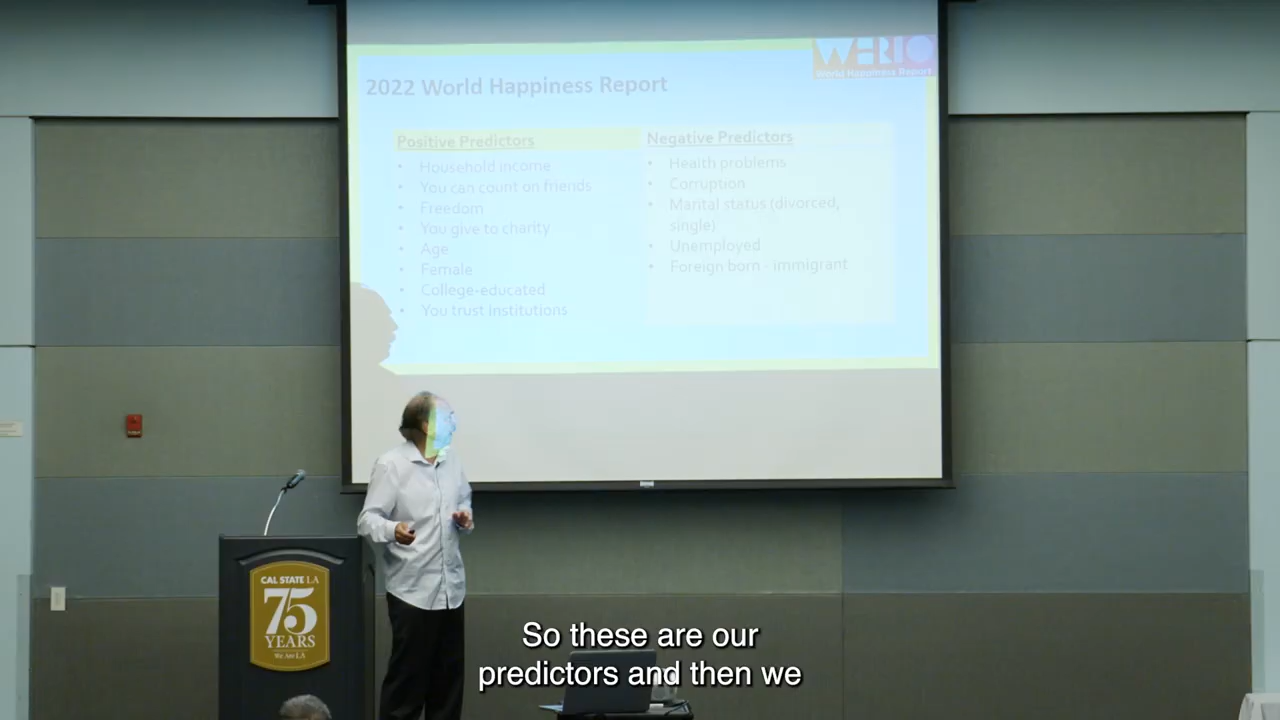 WHR10
World Happiness Report
2022 World Happiness Report
Positive Predictors
• Household income
• You can count on friends
• Freedom
• You give to charity
• Age
• Female
• College-educated
• You trust institutions
Negative Predictors
• Health problems
• Corruption
• Marital status (divorced,
single)
• Unemployed
• Foreign born - immigrant
CAL STATE LA
75
YEARS
We Are LA
So these are our
predictors and then we